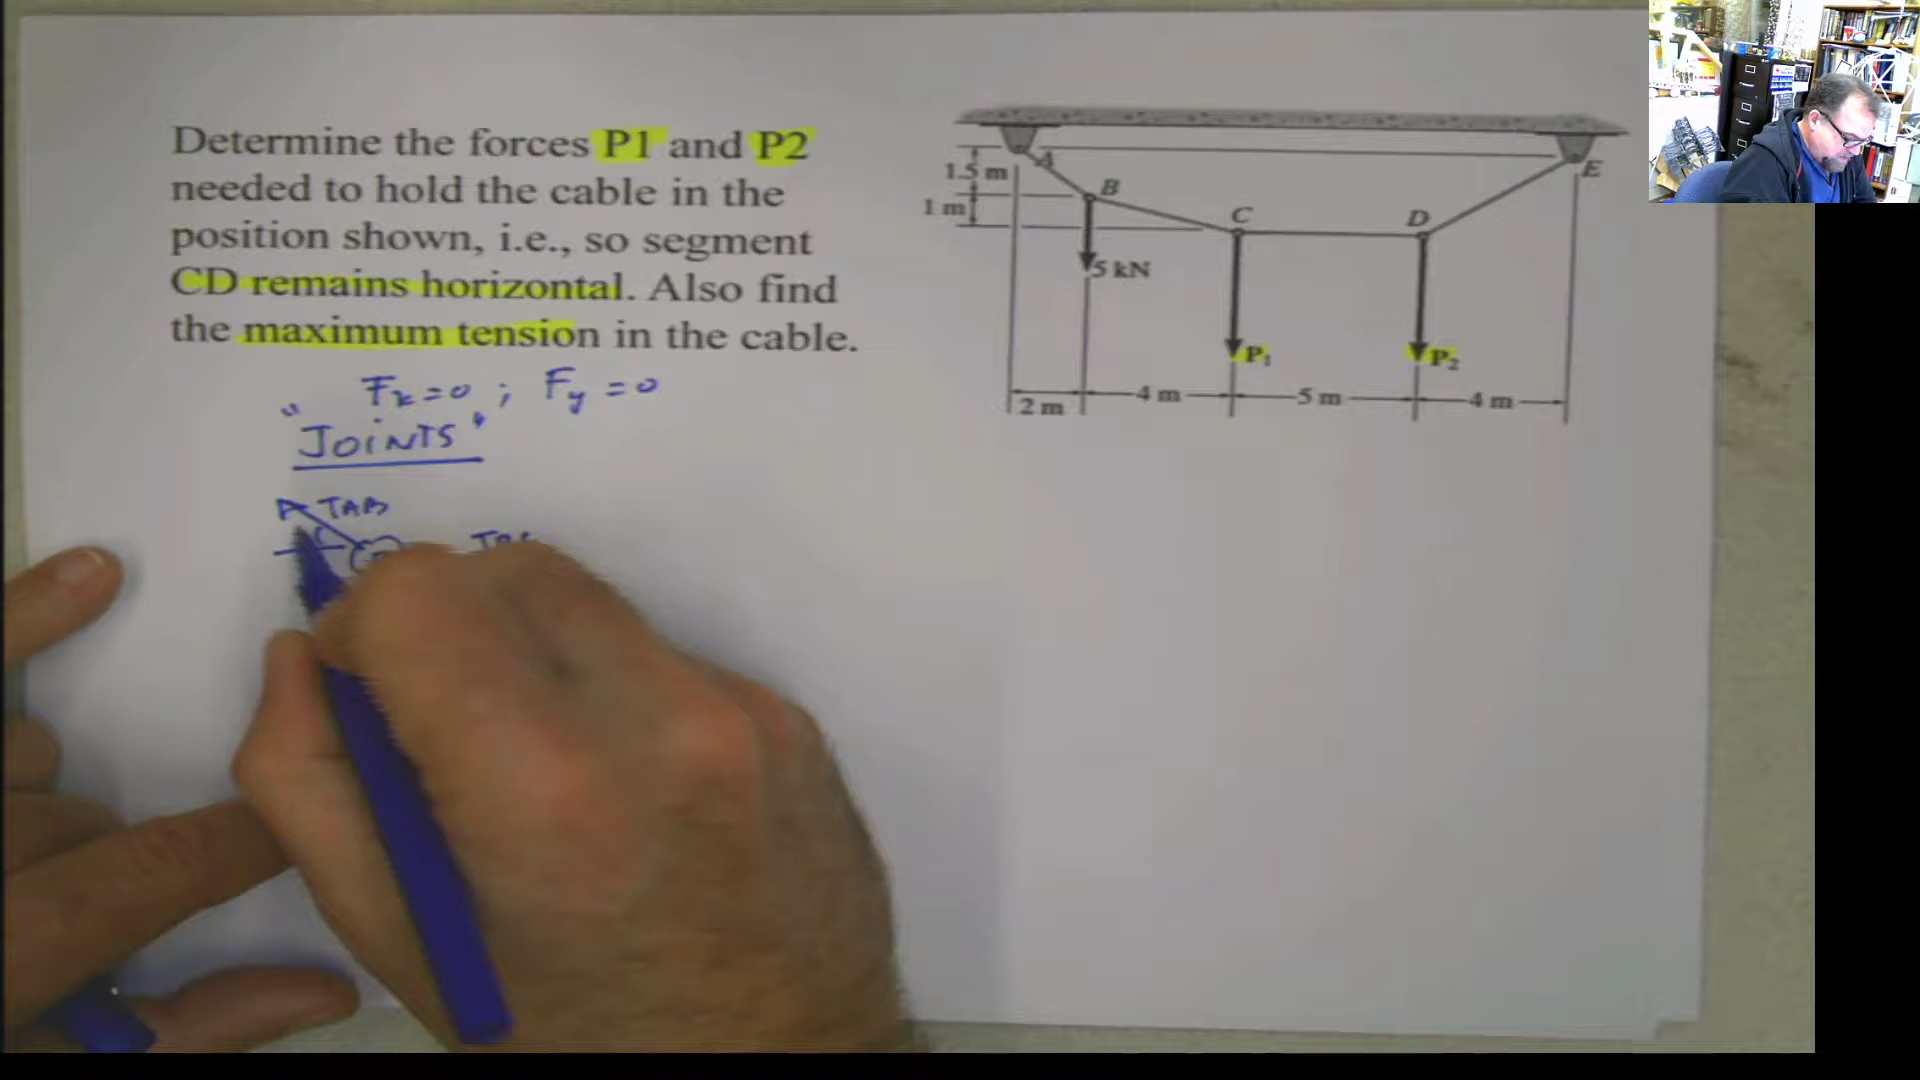 Determine the forces P1 and P2
needed to hold the cable in the
position shown, i.e., so segment
CD remains horizontal. Also find
the maximum tension in the cable.
Fx=0 ; Fy=0
"JOINTS"
A TAB
A
E
1.5 m
B
1 m
C
D
5 kN
P₁
P₂
2 m
4 m
5 m
4 m